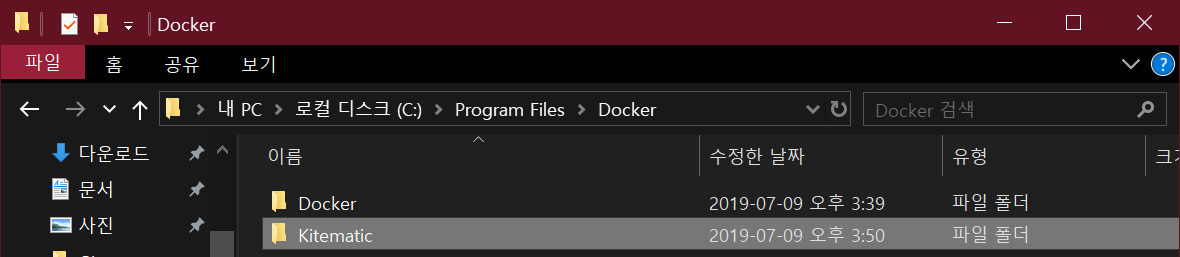 Docker
파일 홈 공유 보기
내 PC 로컬 디스크 (C:) Program Files Docker
Docker 검색
다운로드
문서
사진
이름 수정한 날짜 유형
Docker 2019-07-09 오후 3:39 파일 폴더
Kitematic 2019-07-09 오후 3:50 파일 폴더